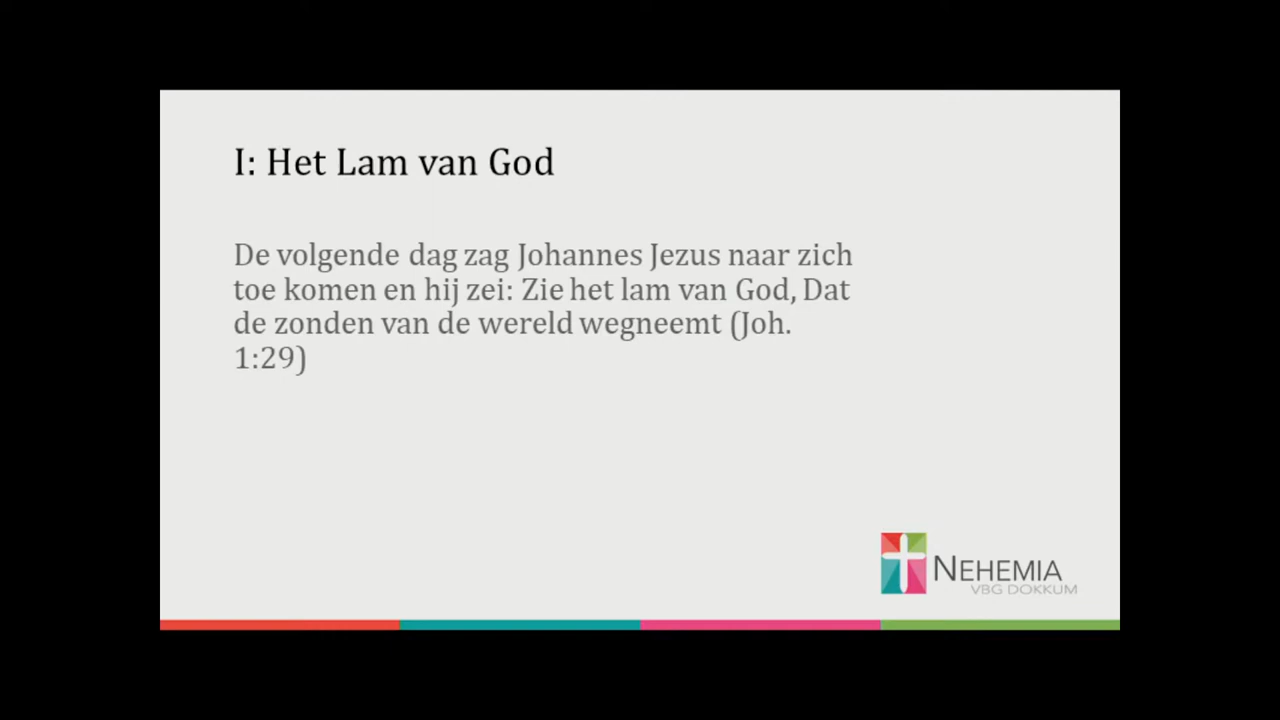 I: Het Lam van God
De volgende dag zag Johannes Jezus naar zich
toe komen en hij zei: Zie het lam van God, Dat
de zonden van de wereld wegneemt (Joh.
1:29)
NEHEMIA
VBG DOKKUM